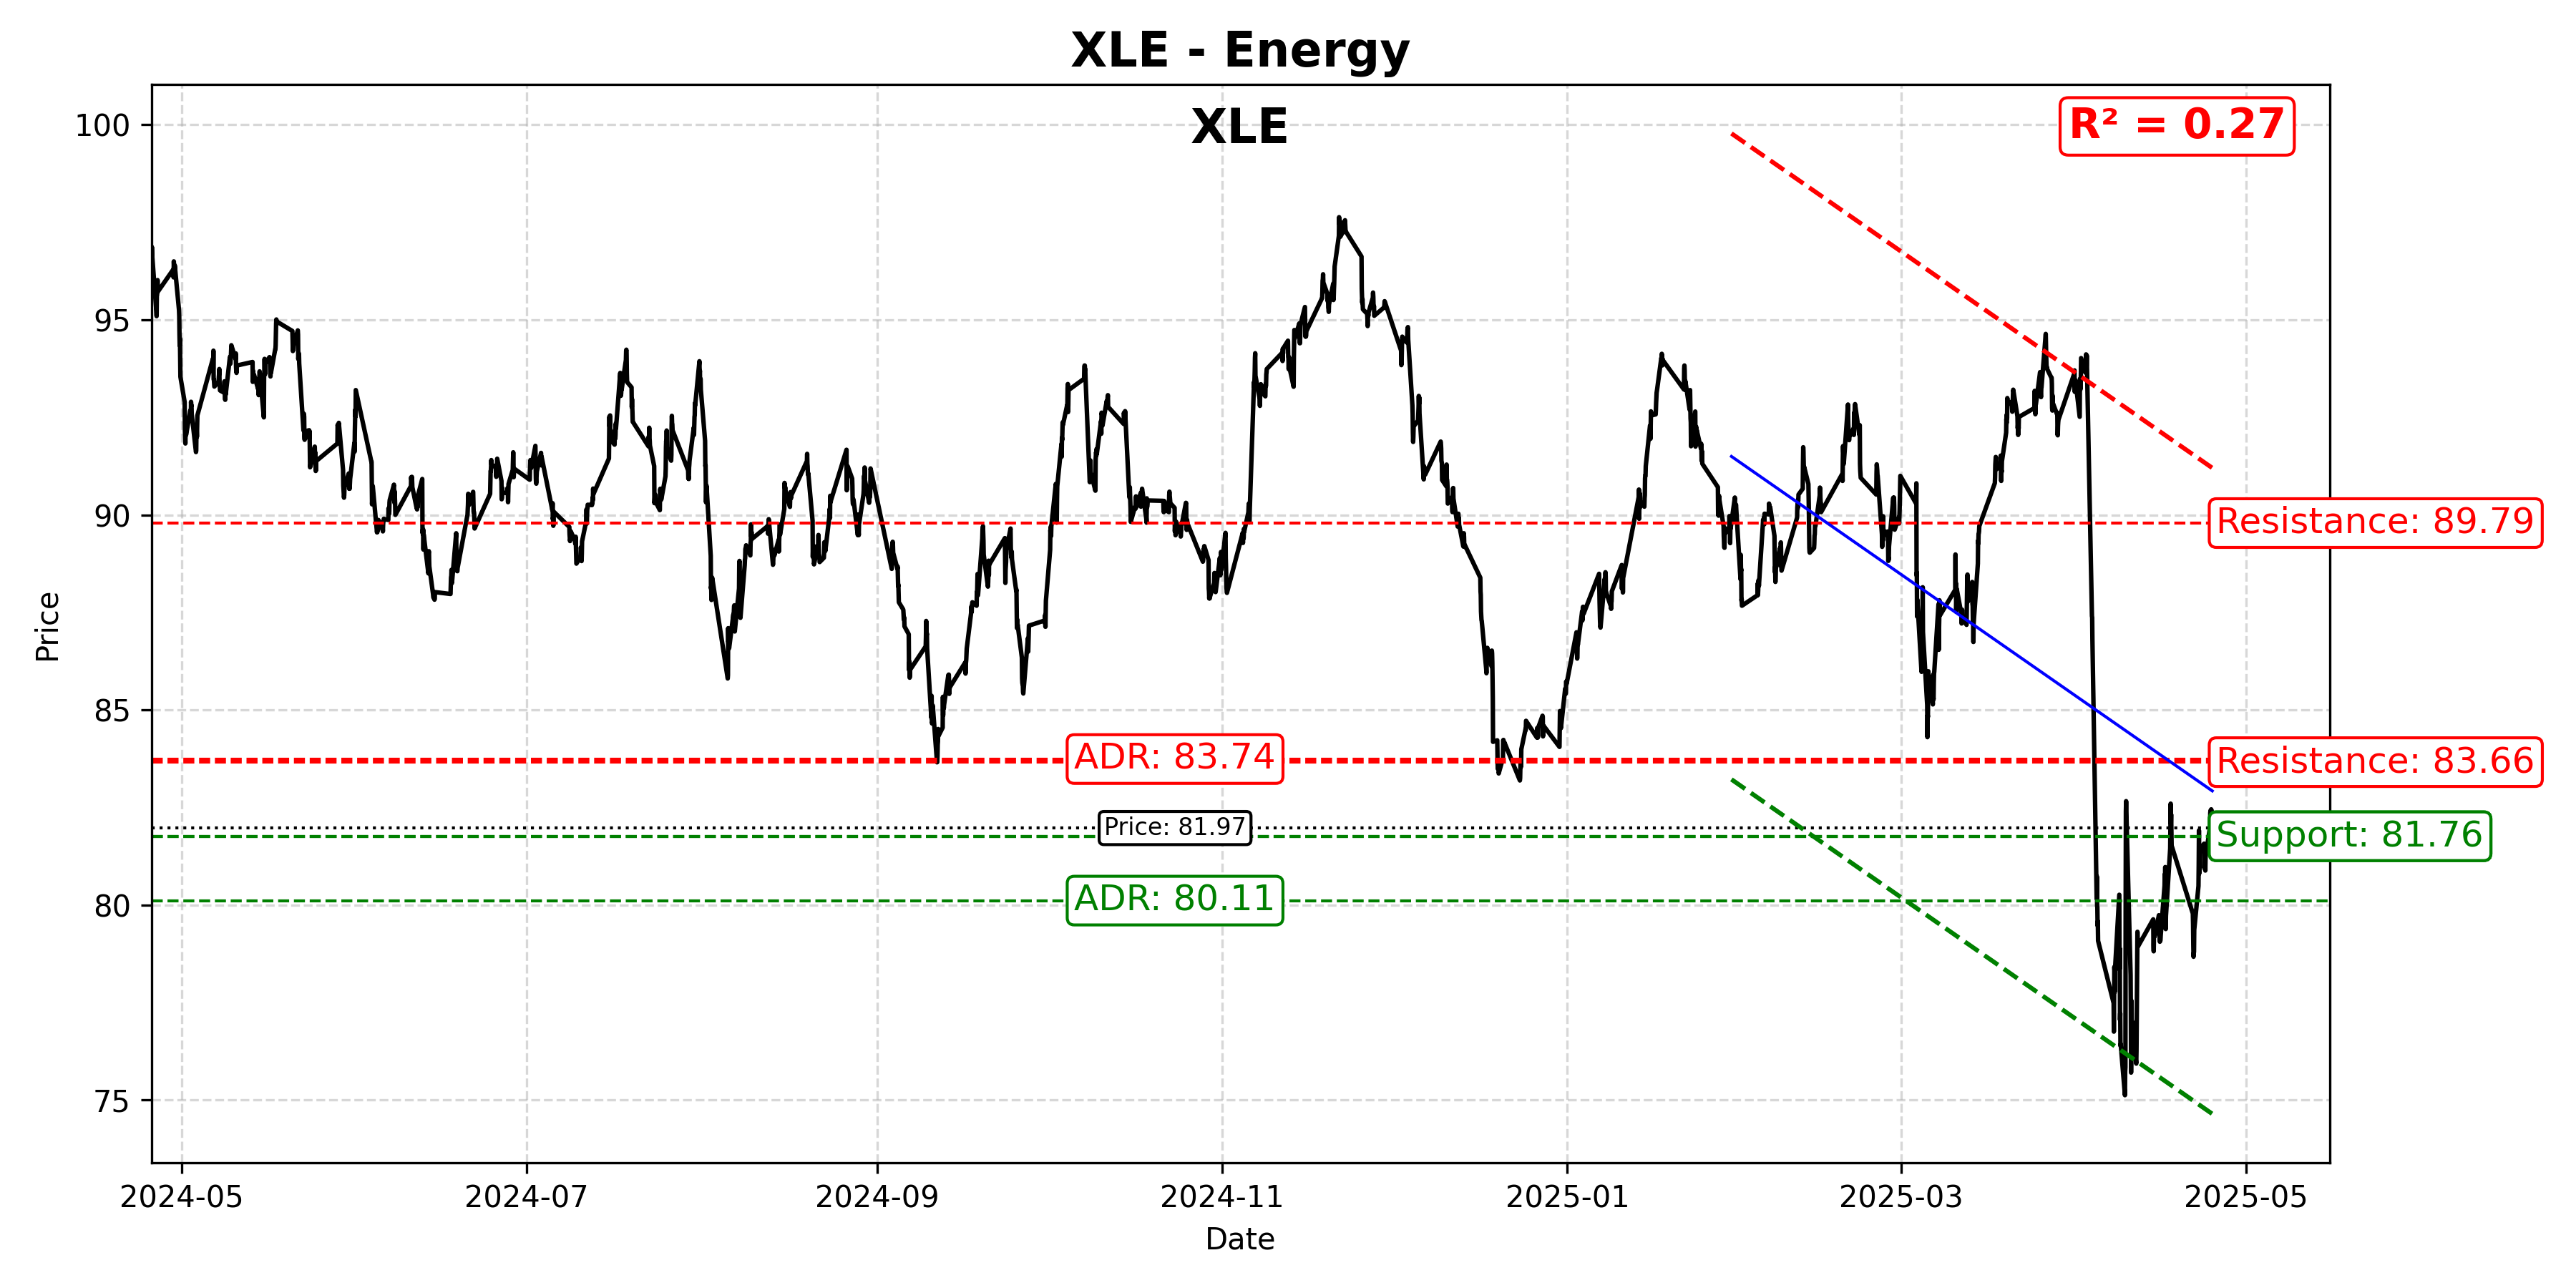 XLE - Energy
XLE
R² = 0.27
100
95
90
85
80
75
Price
Resistance: 89.79
ADR: 83.74
Resistance: 83.66
Price: 81.97
Support: 81.76
ADR: 80.11
2024-05
2024-07
2024-09
2024-11
2025-01
2025-03
2025-05
Date